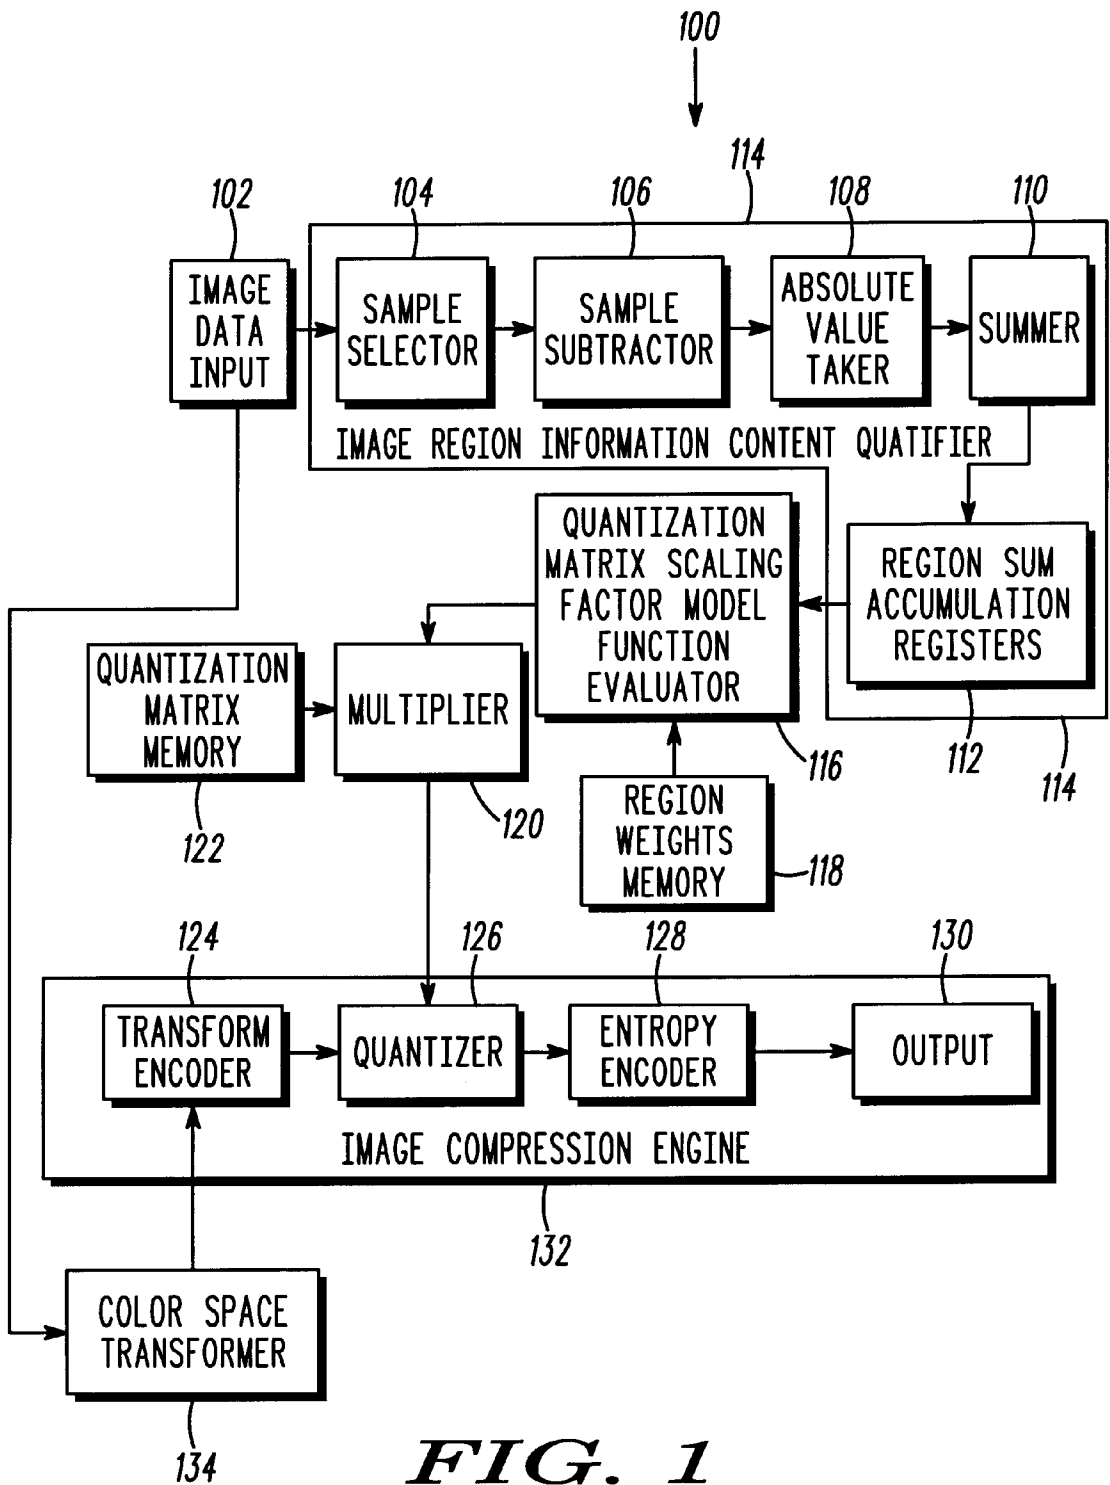 100
114
102
104
106
108
110
IMAGE
DATA
INPUT
SAMPLE
SELECTOR
SAMPLE
SUBTRACTOR
ABSOLUTE
VALUE
TAKER
SUMMER
IMAGE REGION INFORMATION CONTENT QUATIFIER
QUANTIZATION
MATRIX SCALING
FACTOR MODEL
FUNCTION
EVALUATOR
REGION SUM
ACCUMULATION
REGISTERS
QUANTIZATION
MATRIX
MEMORY
MULTIPLIER
116
112
114
122
120
REGION
WEIGHTS
MEMORY
118
124
126
128
130
TRANSFORM
ENCODER
QUANTIZER
ENTROPY
ENCODER
OUTPUT
IMAGE COMPRESSION ENGINE
132
COLOR SPACE
TRANSFORMER
134
FIG. 1